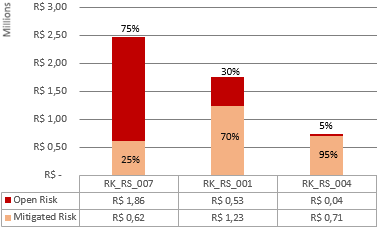 Millions
R$ 3,00
R$ 2,50
R$ 2,00
R$ 1,50
R$ 1,00
R$ 0,50
R$ -
75%
25%
30%
70%
5%
95%
RK_RS_007 RK_RS_001 RK_RS_004
Open Risk R$ 1,86 R$ 0,53 R$ 0,04
Mitigated Risk R$ 0,62 R$ 1,23 R$ 0,71